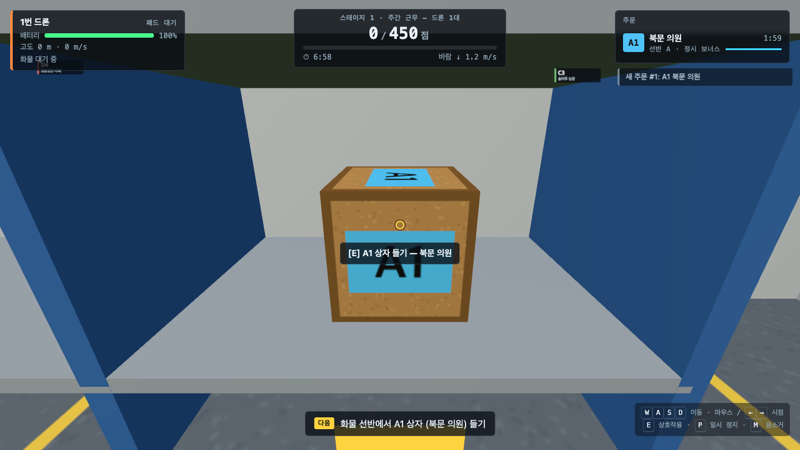 1번 드론 패드 대기
배터리 100%
고도 0 m · 0 m/s
화물 대기 중
스테이지 1 · 주간 근무 — 드론 1대
0 / 450 점
6:58 바람 ↓ 1.2 m/s
주문
A1 북문 의원 1:59
선반 A · 정시 보너스
새 주문 #1: A1 북문 의원
C3
A1
A1
[E] A1 상자 들기 — 북문 의원
다음 화물 선반에서 A1 상자 (북문 의원) 들기
W A S D 이동 · 마우스 / ← → 시점
E 상호작용 · P 일시 정지 · M 음소거